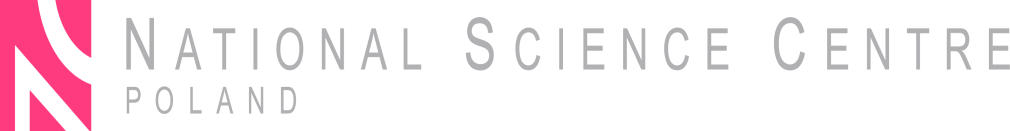 NATIONAL SCIENCE CENTRE
POLAND